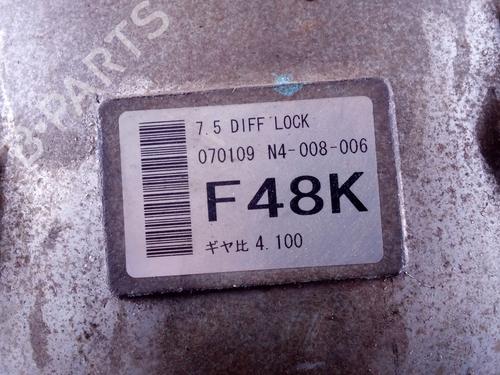 B-PARTS
7.5 DIFF LOCK
070109 N4-008-006
F48K
ギヤ比 4.100